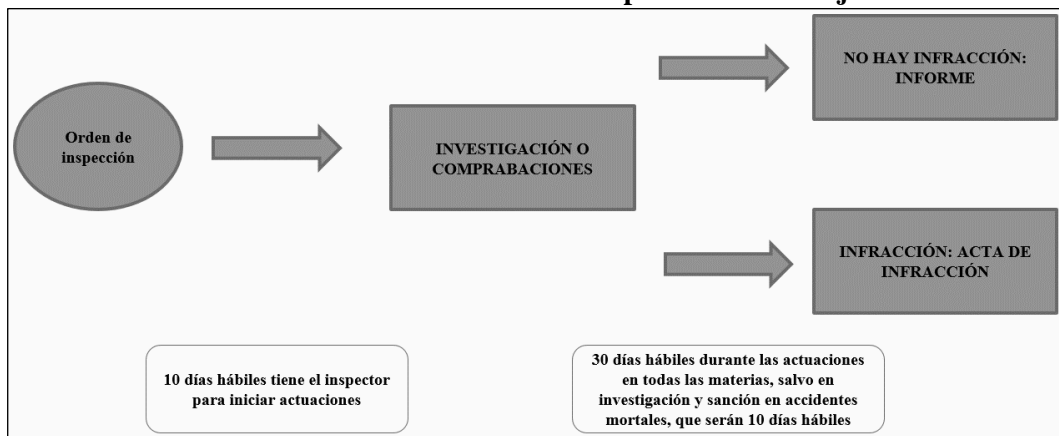 NO HAY INFRACCIÓN:
INFORME
Orden de
inspección
INVESTIGACIÓN O
COMPRABACIONES
INFRACCIÓN: ACTA DE
INFRACCIÓN
10 días hábiles tiene el inspector
para iniciar actuaciones
30 días hábiles durante las actuaciones
en todas las materias, salvo en
investigación y sanción en accidentes
mortales, que serán 10 días hábiles